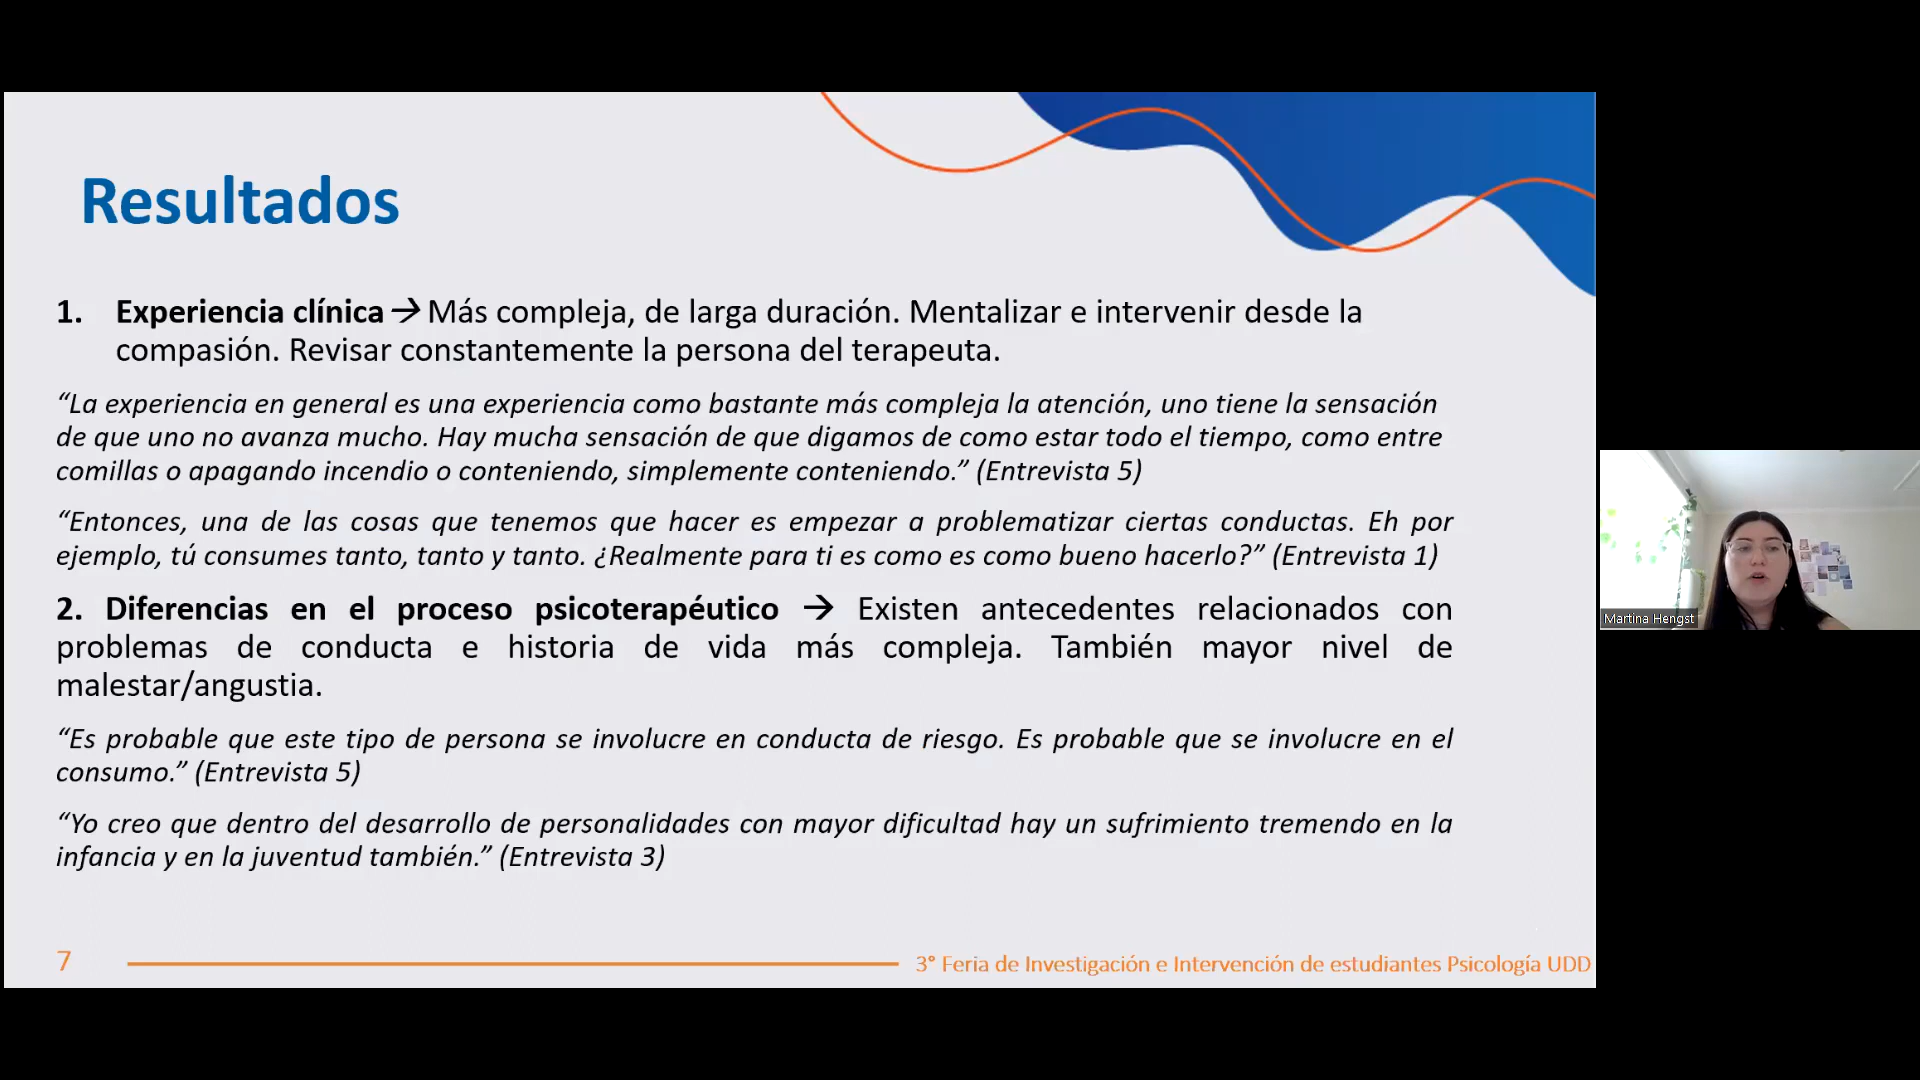 Resultados
1. Experiencia clínica → Más compleja, de larga duración. Mentalizar e intervenir desde la
compasión. Revisar constantemente la persona del terapeuta.
“La experiencia en general es una experiencia como bastante más compleja la atención, uno tiene la sensación
de que uno no avanza mucho. Hay mucha sensación de que digamos de como estar todo el tiempo, como entre
comillas o apagando incendio o conteniendo, simplemente conteniendo.” (Entrevista 5)
“Entonces, una de las cosas que tenemos que hacer es empezar a problematizar ciertas conductas. Eh por
ejemplo, tú consumes tanto, tanto y tanto. ¿Realmente para ti es como es como bueno hacerlo?” (Entrevista 1)
2. Diferencias en el proceso psicoterapéutico → Existen antecedentes relacionados con
problemas de conducta e historia de vida más compleja. También mayor nivel de
malestar/angustia.
“Es probable que este tipo de persona se involucre en conducta de riesgo. Es probable que se involucre en el
consumo.” (Entrevista 5)
“Yo creo que dentro del desarrollo de personalidades con mayor dificultad hay un sufrimiento tremendo en la
infancia y en la juventud también.” (Entrevista 3)
7
3° Feria de Investigación e Intervención de estudiantes Psicología UDD
Martina Hengst